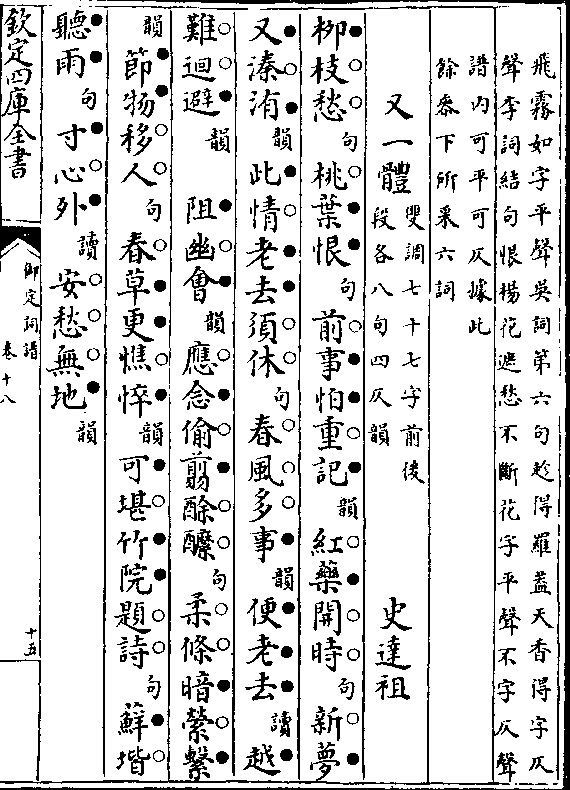 飛霧如字平聲吳詞第六句趁得羅蓋天香得字仄
聲李詞結句恨楊花遮愁不斷花字平聲不字仄聲
譜内可平可仄據此
餘叅下所采六詞
又一體 雙調七十七字前後
段各八句四仄韻 史達祖
柳枝愁 句 桃葉恨 句 前事怕重記 韻 紅藥開時 句 新夢
又溱洧 韻 此情老去須休 句 春風多事 韻 便老去 讀 越
難迴避 韻 阻幽會 韻 應念偷翦酴醾 句 柔條暗縈繫
韻 節物移人 句 春草更憔悴 韻 可堪竹院題詩 句 蘚堦
聽雨 句 寸心外 讀 安愁無地 韻
欽定四庫全書
御定詞譜
卷十八
十五